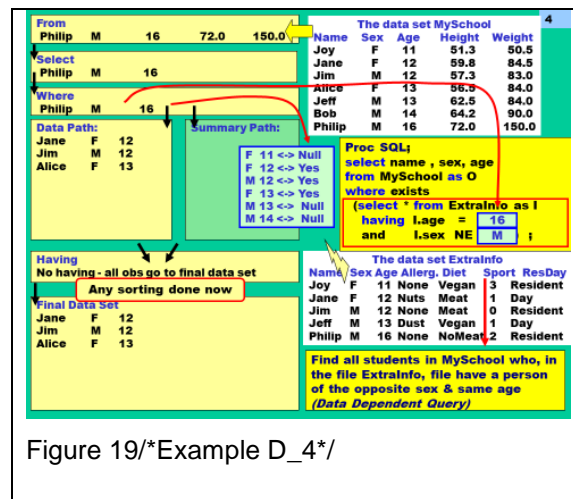 4
From
Philip M 16 72.0 150.0
Select
Philip M 16
Where
Philip M 16
Data Path:
Jane F 12
Jim M 12
Alice F 13
Summary Path:
F 11 <-> Null
F 12 <-> Yes
M 12 <-> Yes
F 13 <-> Yes
M 13 <-> Null
M 14 <-> Null
Having
No having - all obs go to final data set
Any sorting done now
Final Data Set
Jane F 12
Jim M 12
Alice F 13
The data set MySchool
Name Sex Age Height Weight
Joy F 11 51.3 50.5
Jane F 12 59.8 84.5
Jim M 12 57.3 83.0
Alice F 13 56.5 84.0
Jeff M 13 62.5 84.0
Bob M 14 64.2 90.0
Philip M 16 72.0 150.0
Proc SQL;
select name , sex, age
from MySchool as O
where exists
(select * from ExtraInfo as I
having I.age = 16
and I.sex NE M ) ;
The data set ExtraInfo
Name Sex Age Allerg. Diet Sport ResDay
Joy F 11 None Vegan 3 Resident
Jane F 12 Nuts Meat 1 Day
Jim M 12 None Meat 0 Resident
Jeff M 13 Dust Vegan 1 Day
Philip M 16 None NoMeat 2 Resident
Find all students in MySchool who, in
the file ExtraInfo, file have a person
of the opposite sex & same age
(Data Dependent Query)
Figure 19/*Example D_4*/